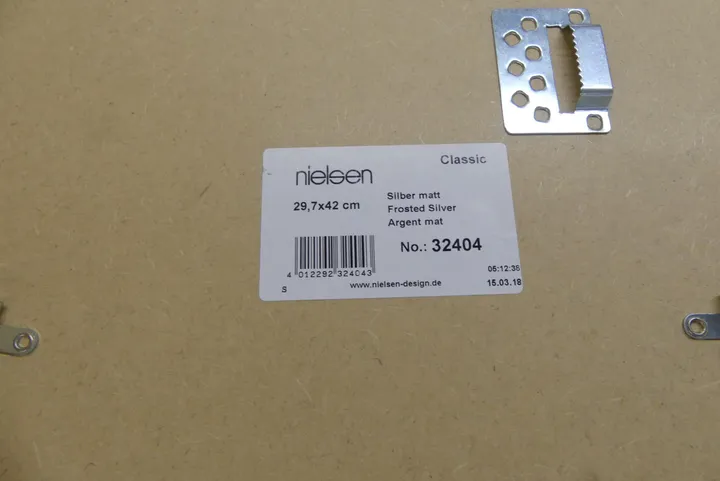 nielsen
Classic
29,7x42 cm
Silber matt
Frosted Silver
Argent mat
No.: 32404
4 012292 324043
05:12:36
S
www.nielsen-design.de
15.03.18